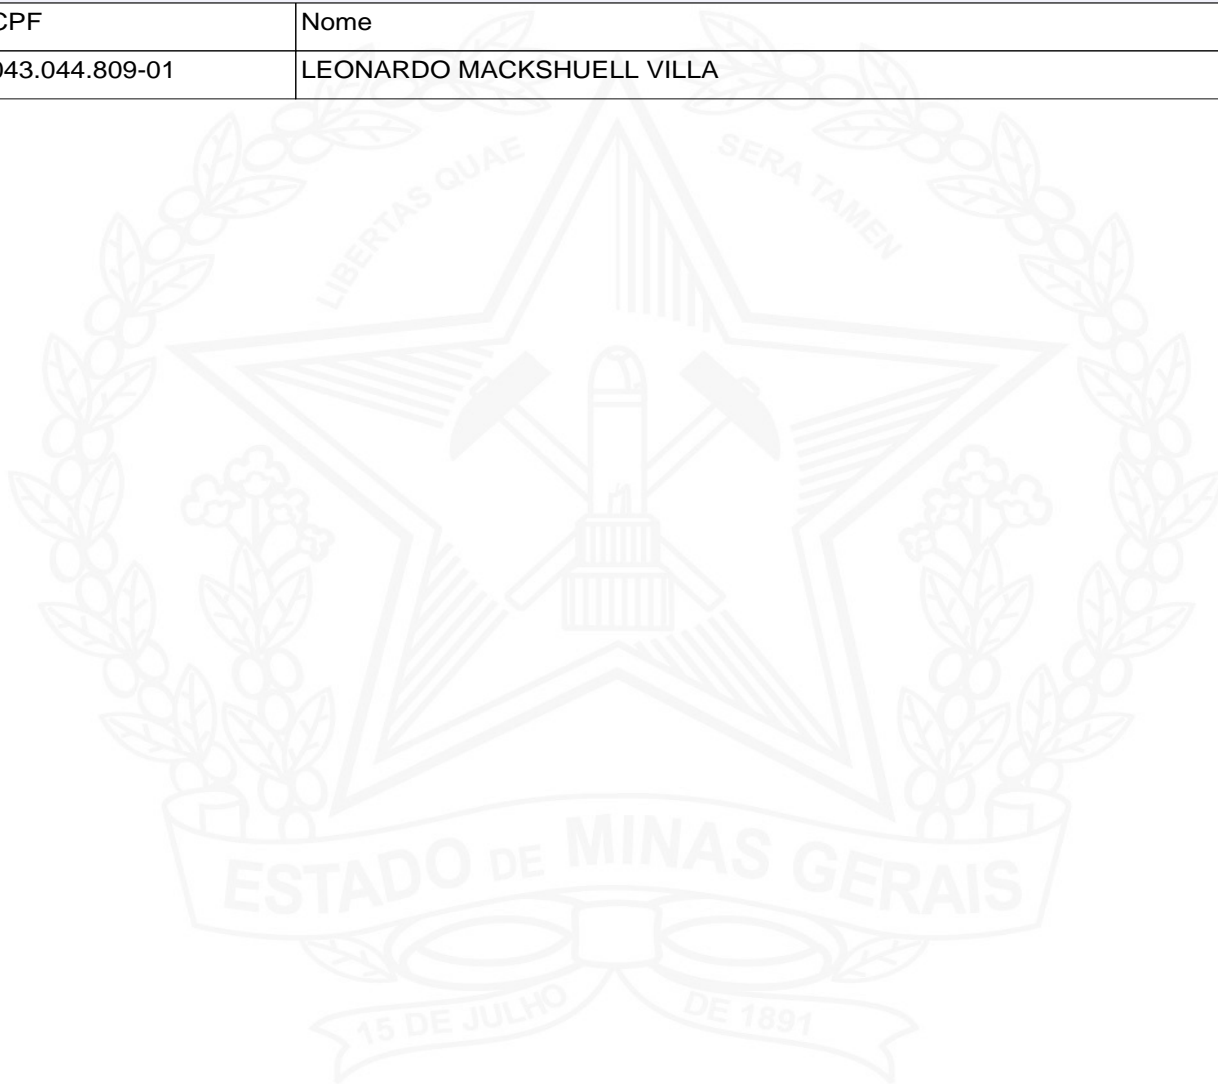 CPF Nome
043.044.809-01 LEONARDO MACKSHUELL VILLA
LIBERTAS QUAE SERA TAMEN
ESTADO DE MINAS GERAIS
15 DE JULHO DE 1891